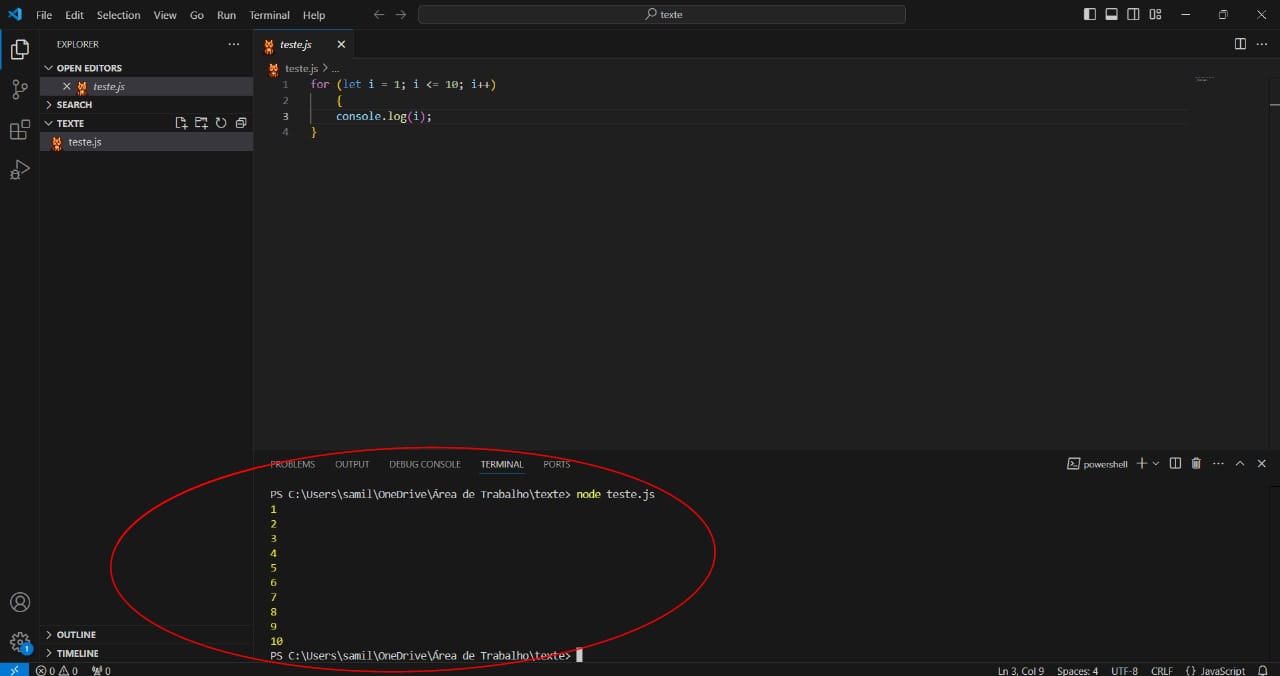 File Edit Selection View Go Run Terminal Help
texte
EXPLORER
OPEN EDITORS
teste.js
SEARCH
TEXTE
teste.js
OUTLINE
TIMELINE
teste.js
teste.js > ...
1 for (let i = 1; i <= 10; i++)
2 {
3 console.log(i);
4 }
PROBLEMS OUTPUT DEBUG CONSOLE TERMINAL PORTS
powershell
PS C:\Users\samil\OneDrive\Área de Trabalho\texte> node teste.js
1
2
3
4
5
6
7
8
9
10
PS C:\Users\samil\OneDrive\Área de Trabalho\texte>
1
0 0 0
Ln 3, Col 9 Spaces: 4 UTF-8 CRLF {} JavaScript